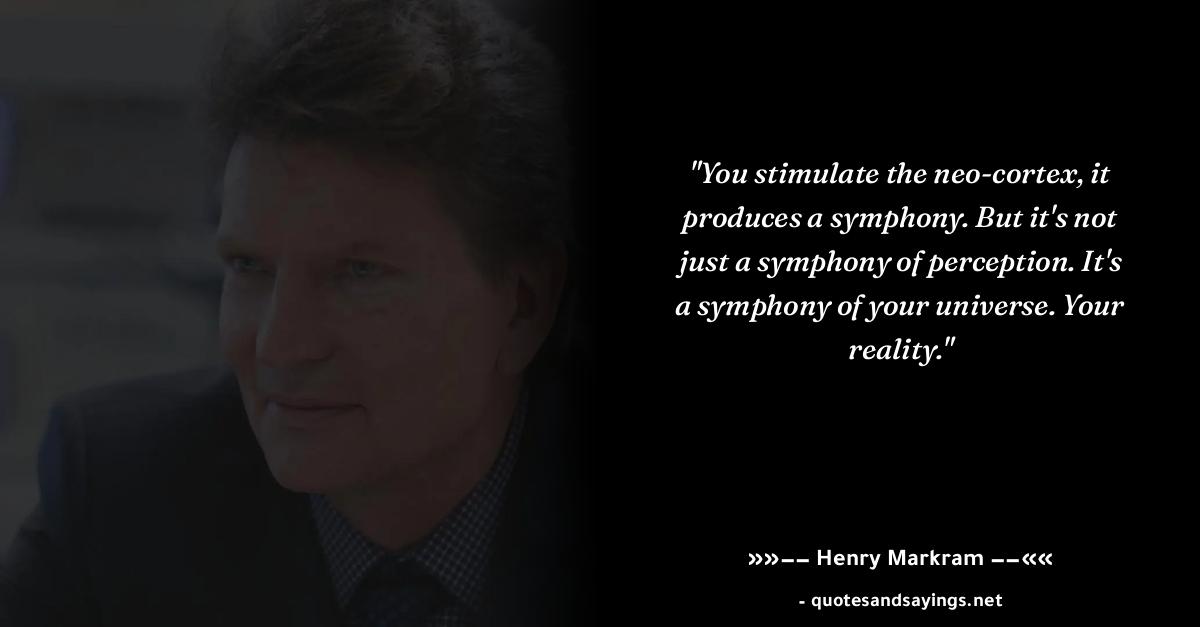 "You stimulate the neo-cortex, it
produces a symphony. But it's not
just a symphony of perception. It's
a symphony of your universe. Your
reality."
»»−− Henry Markram −−««
- quotesandsayings.net